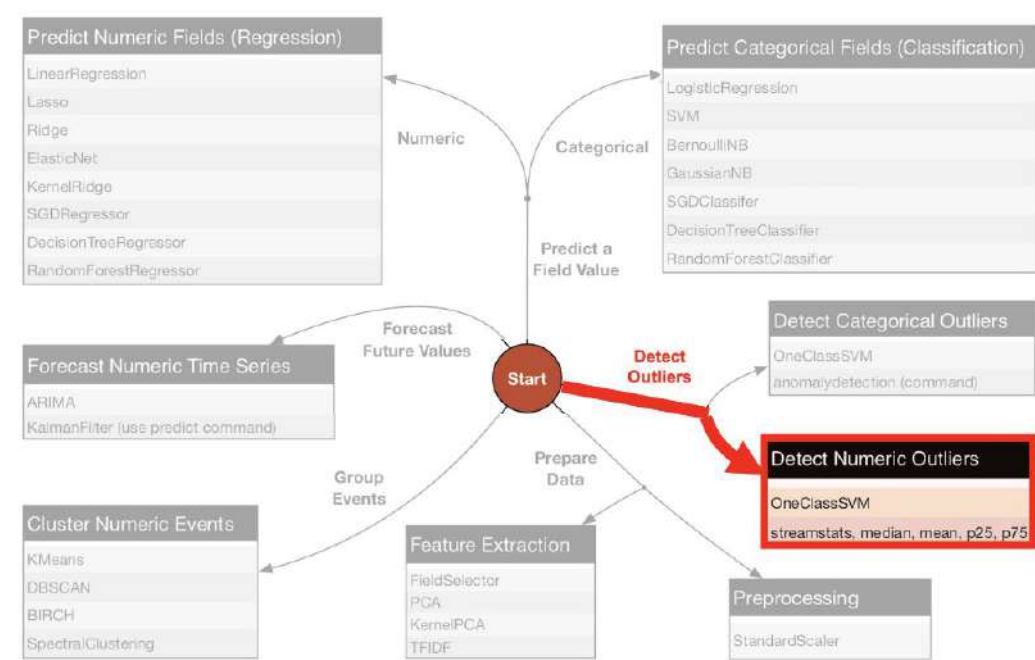 Predict Numeric Fields (Regression)
LinearRegression
Lasso
Ridge
ElasticNet
KernelRidge
SGDRegressor
DecisionTreeRegressor
RandomForestRegressor
Predict Categorical Fields (Classification)
LogisticRegression
SVM
BernoulliNB
GaussianNB
SGDClassifer
DecisionTreeClassifier
RandomForestClassifier
Numeric
Categorical
Predict a
Field Value
Forecast
Future Values
Forecast Numeric Time Series
ARIMA
KalmanFilter (use predict command)
Start
Detect
Outliers
Detect Categorical Outliers
OneClassSVM
anomalydetection (command)
Detect Numeric Outliers
OneClassSVM
streamstats, median, mean, p25, p75
Group
Events
Prepare
Data
Cluster Numeric Events
KMeans
DBSCAN
BIRCH
SpectralClustering
Feature Extraction
FieldSelector
PCA
KernelPCA
TFIDF
Preprocessing
StandardScaler